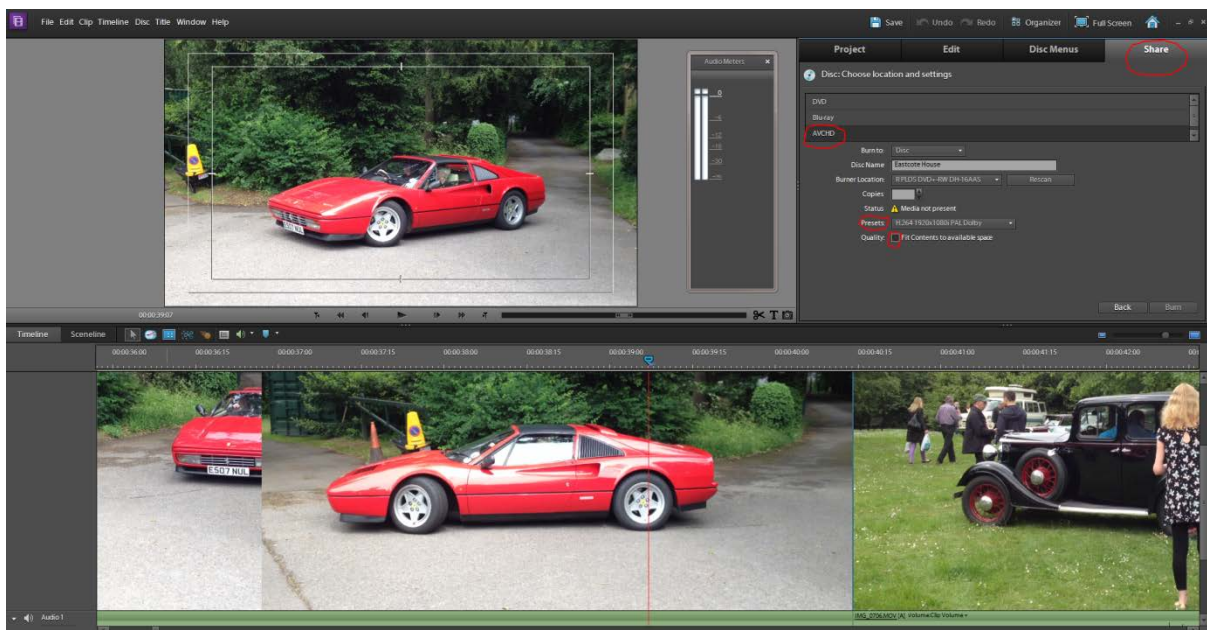 File Edit Clip Timeline Disc Title Window Help
Save Undo Redo Organizer Full Screen
Project Edit Disc Menus Share
Audio Meters
Disc: Choose location and settings
0
DVD
Blu-ray
AVCHD
Burn to: Disc
Disc Name Eastcote House
Burner Location: Rescan
Copies:
Status: Media not present
Presets: H.264 1920x1080i PAL Dolby
Quality: Fit Contents to available space
Back Burn
00:00:39:07
T
Timeline Sceneline
00:00:36:00 00:00:36:15 00:00:37:00 00:00:37:15 00:00:38:00 00:00:38:15 00:00:39:00 00:00:39:15 00:00:40:00 00:00:40:15 00:00:41:00 00:00:41:15 00:00:42:00
ES07 NUL
Audio 1
IMG_0706.MOV [A] Volume:Clip Volume